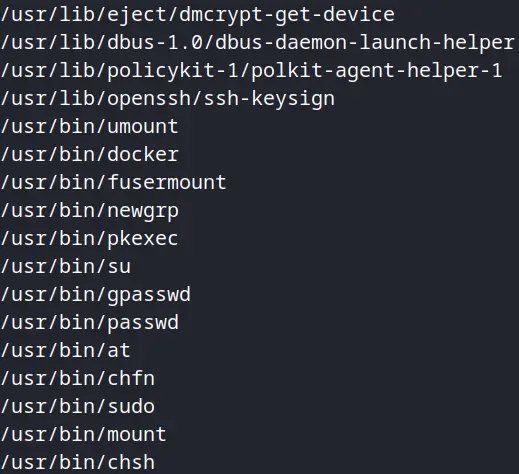 /usr/lib/eject/dmcrypt-get-device
/usr/lib/dbus-1.0/dbus-daemon-launch-helper
/usr/lib/policykit-1/polkit-agent-helper-1
/usr/lib/openssh/ssh-keysign
/usr/bin/umount
/usr/bin/docker
/usr/bin/fusermount
/usr/bin/newgrp
/usr/bin/pkexec
/usr/bin/su
/usr/bin/gpasswd
/usr/bin/passwd
/usr/bin/at
/usr/bin/chfn
/usr/bin/sudo
/usr/bin/mount
/usr/bin/chsh